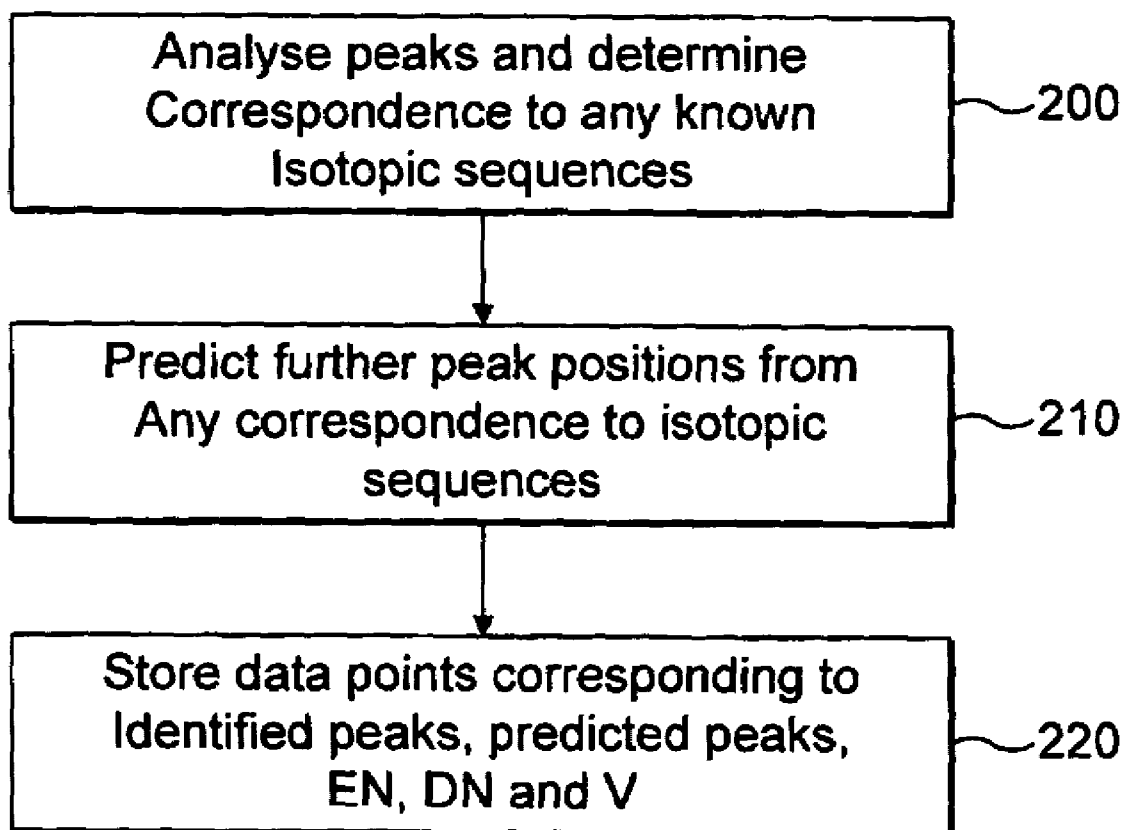 Analyse peaks and determine
Correspondence to any known
Isotopic sequences
200
Predict further peak positions from
Any correspondence to isotopic
sequences
210
Store data points corresponding to
Identified peaks, predicted peaks,
EN, DN and V
220